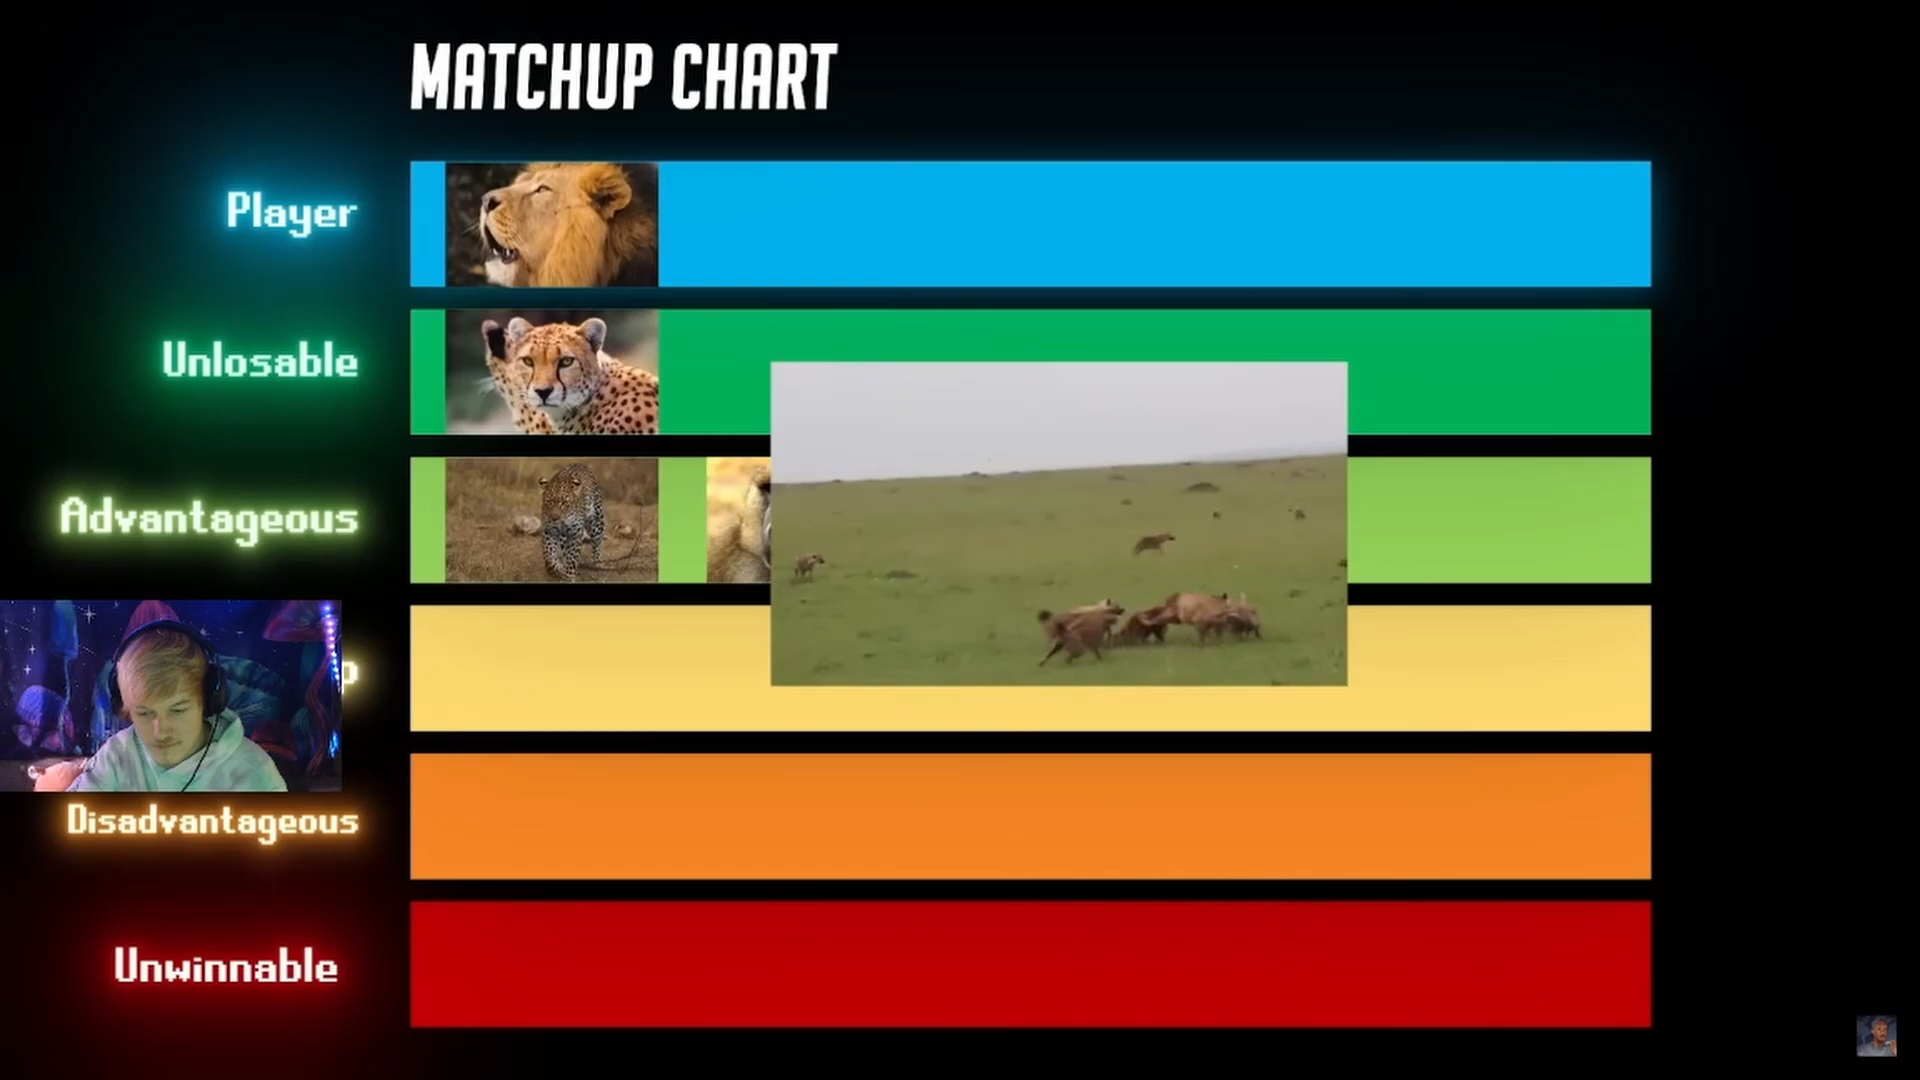 MATCHUP CHART
Player
Unlosable
Advantageous
p
Disadvantageous
Unwinnable